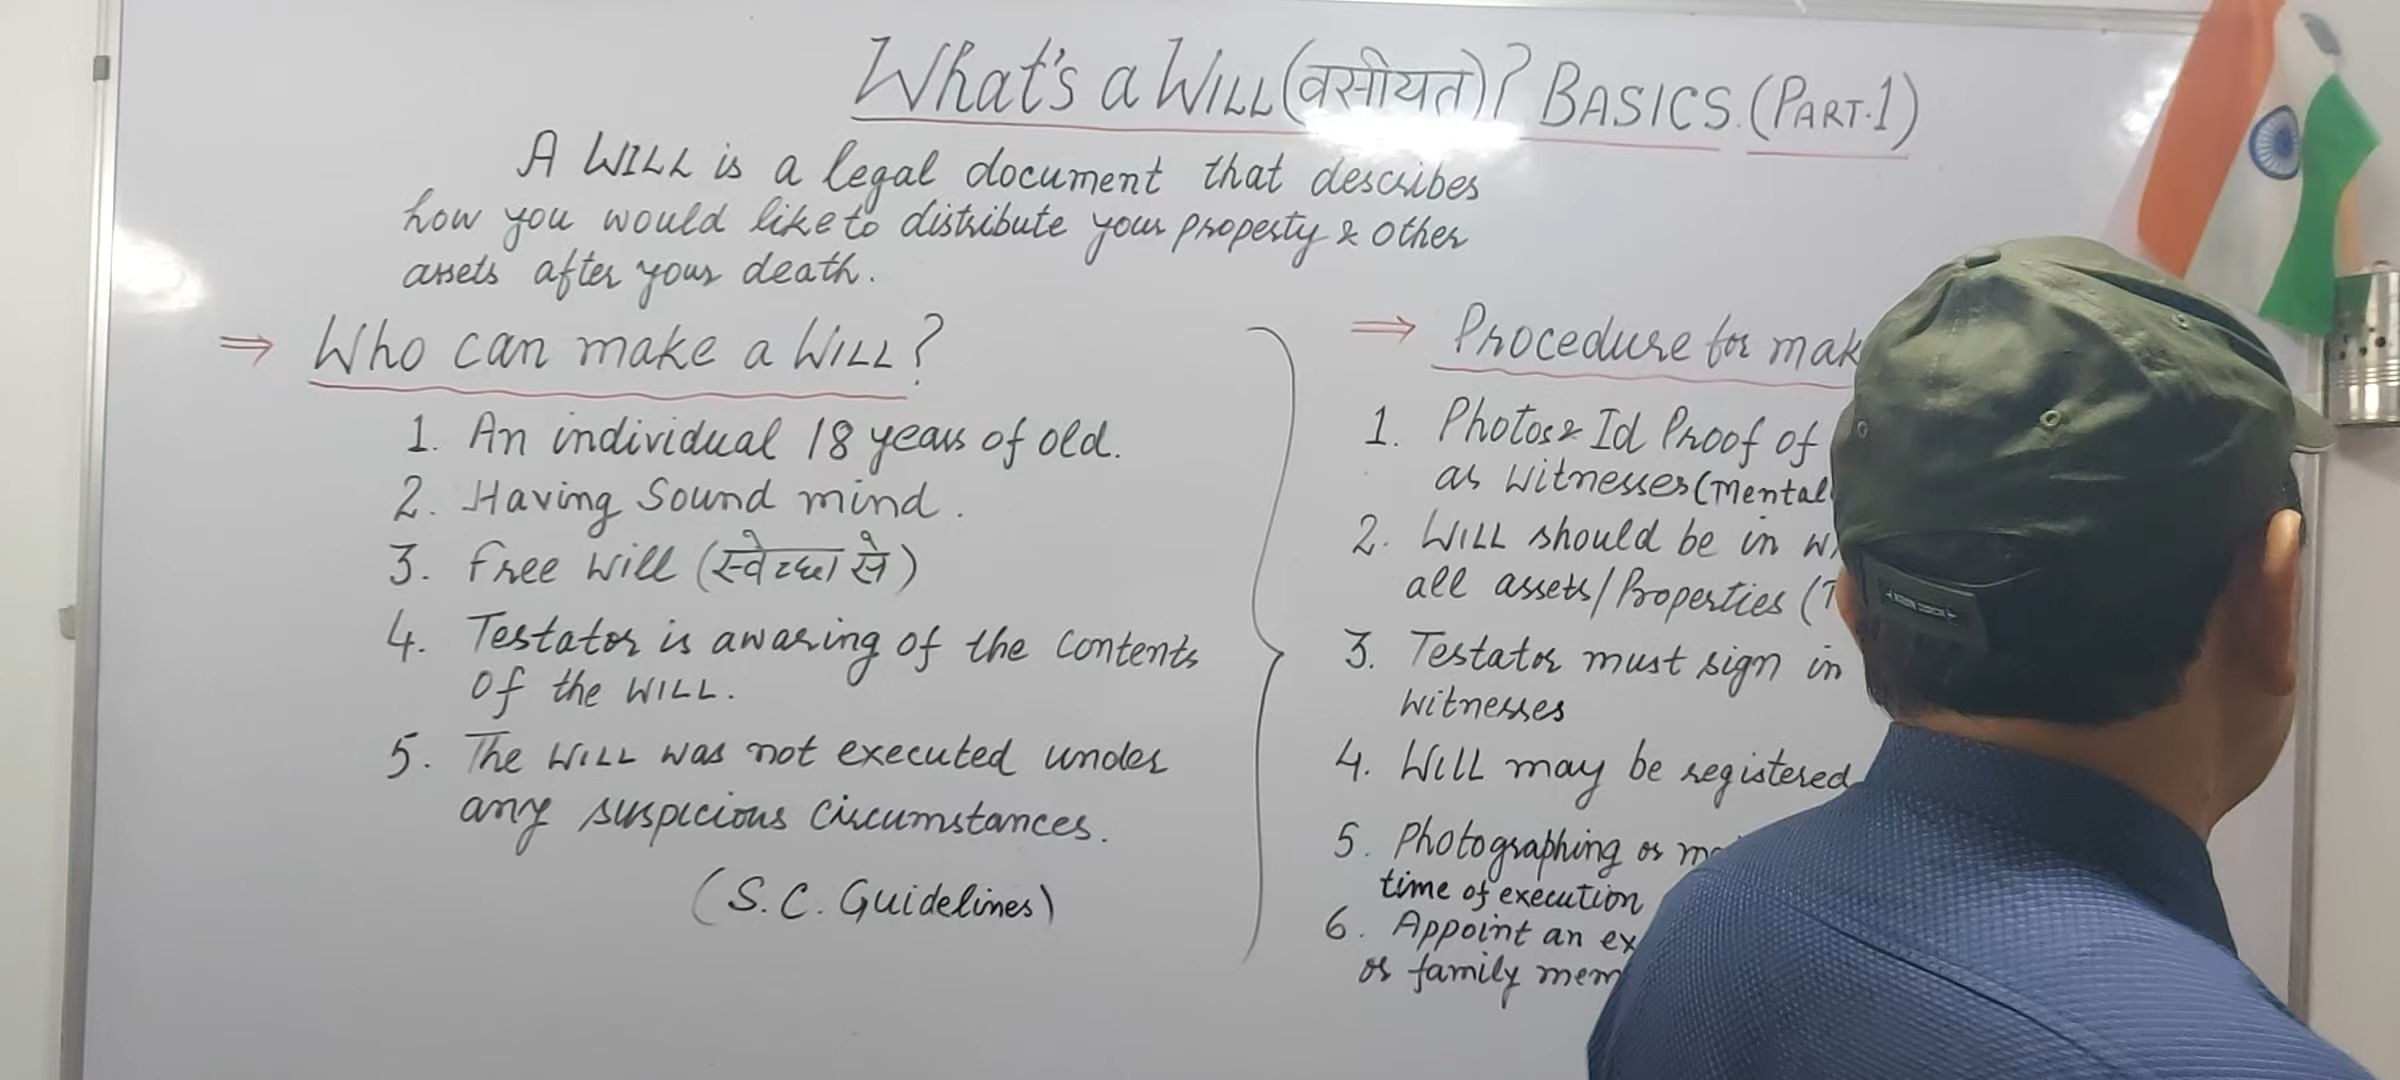 What's a WILL (वसीयत)? BASICS. (PART.1)
A WILL is a legal document that describes
how you would like to distribute your property & other
assets after your death.
⇒ Who can make a WILL?
1. An individual 18 years of old.
2. Having Sound mind.
3. free will (स्वेच्छा से)
4. Testator is awaring of the contents
of the WILL.
5. The WILL was not executed under
any suspicious circumstances.
(S.C. Guidelines)
⇒ Procedure for mak
1. Photos & Id Proof of
as witnesses (Mental
2. WILL should be in
all assets/Properties (
3. Testator must sign in
witnesses
4. Will may be registered
5. Photographing or
time of execution
6. Appoint an ex
or family mem